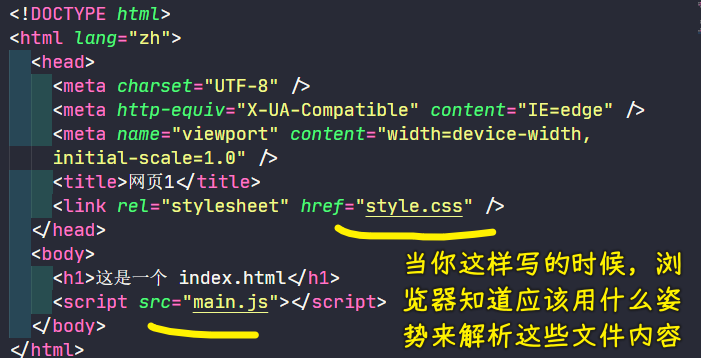 <!DOCTYPE html>
<html lang="zh">
<head>
<meta charset="UTF-8" />
<meta http-equiv="X-UA-Compatible" content="IE=edge" />
<meta name="viewport" content="width=device-width,
initial-scale=1.0" />
<title>网页1</title>
<link rel="stylesheet" href="style.css" />
</head>
<body>
<h1>这是一个 index.html</h1>
<script src="main.js"></script>
</body>
</html>
当你这样写的时候，浏
览器知道应该用什么姿
势来解析这些文件内容